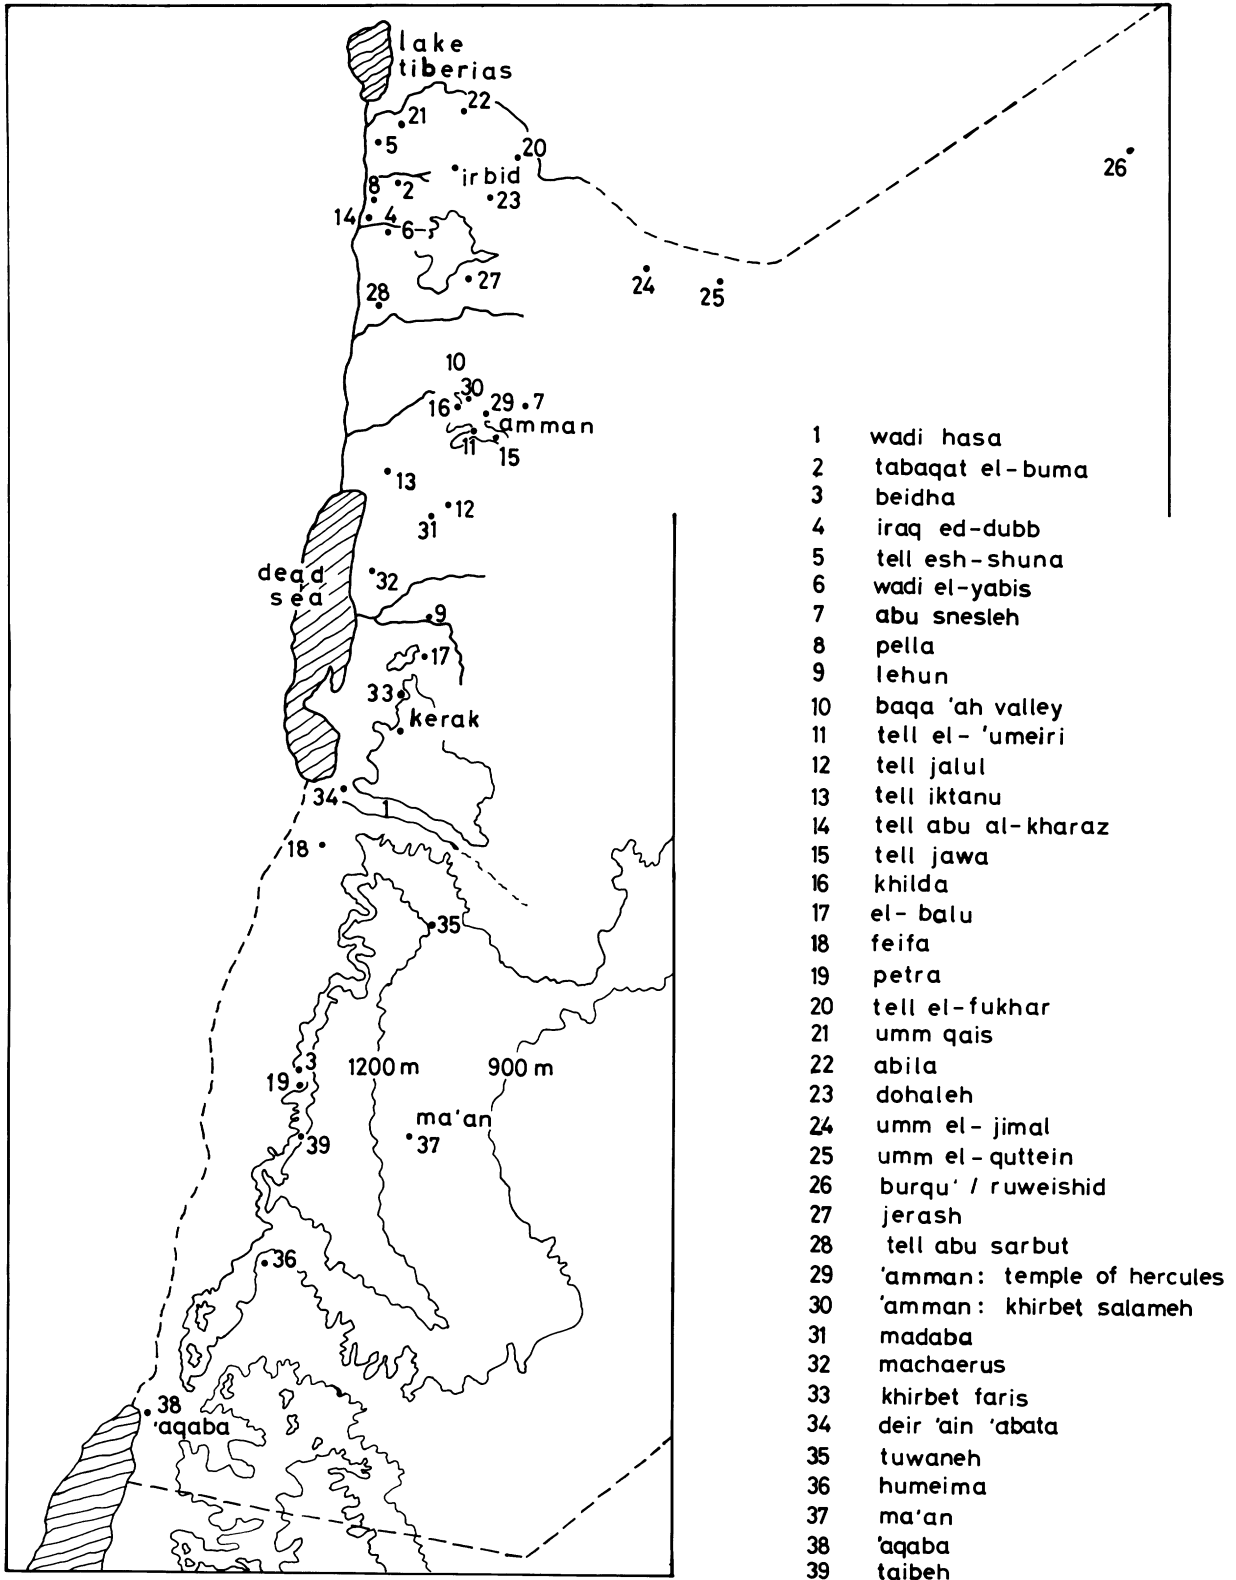 lake
tiberias
22
21
5
20
irbid
8
2
23
14
4
6
27
24
25
26
28
10
30
16
29
7
amman
11
15
13
12
31
dead
sea
32
9
17
33
kerak
34
1
18
35
3
1200 m
900 m
19
ma'an
39
37
36
38
'aqaba
1 wadi hasa
2 tabaqat el-buma
3 beidha
4 iraq ed-dubb
5 tell esh-shuna
6 wadi el-yabis
7 abu snesleh
8 pella
9 lehun
10 baqa 'ah valley
11 tell el-'umeiri
12 tell jalul
13 tell iktanu
14 tell abu al-kharaz
15 tell jawa
16 khilda
17 el-balu
18 feifa
19 petra
20 tell el-fukhar
21 umm qais
22 abila
23 dohaleh
24 umm el-jimal
25 umm el-quttein
26 burqu' / ruweishid
27 jerash
28 tell abu sarbut
29 'amman: temple of hercules
30 'amman: khirbet salameh
31 madaba
32 machaerus
33 khirbet faris
34 deir 'ain 'abata
35 tuwaneh
36 humeima
37 ma'an
38 'aqaba
39 taibeh